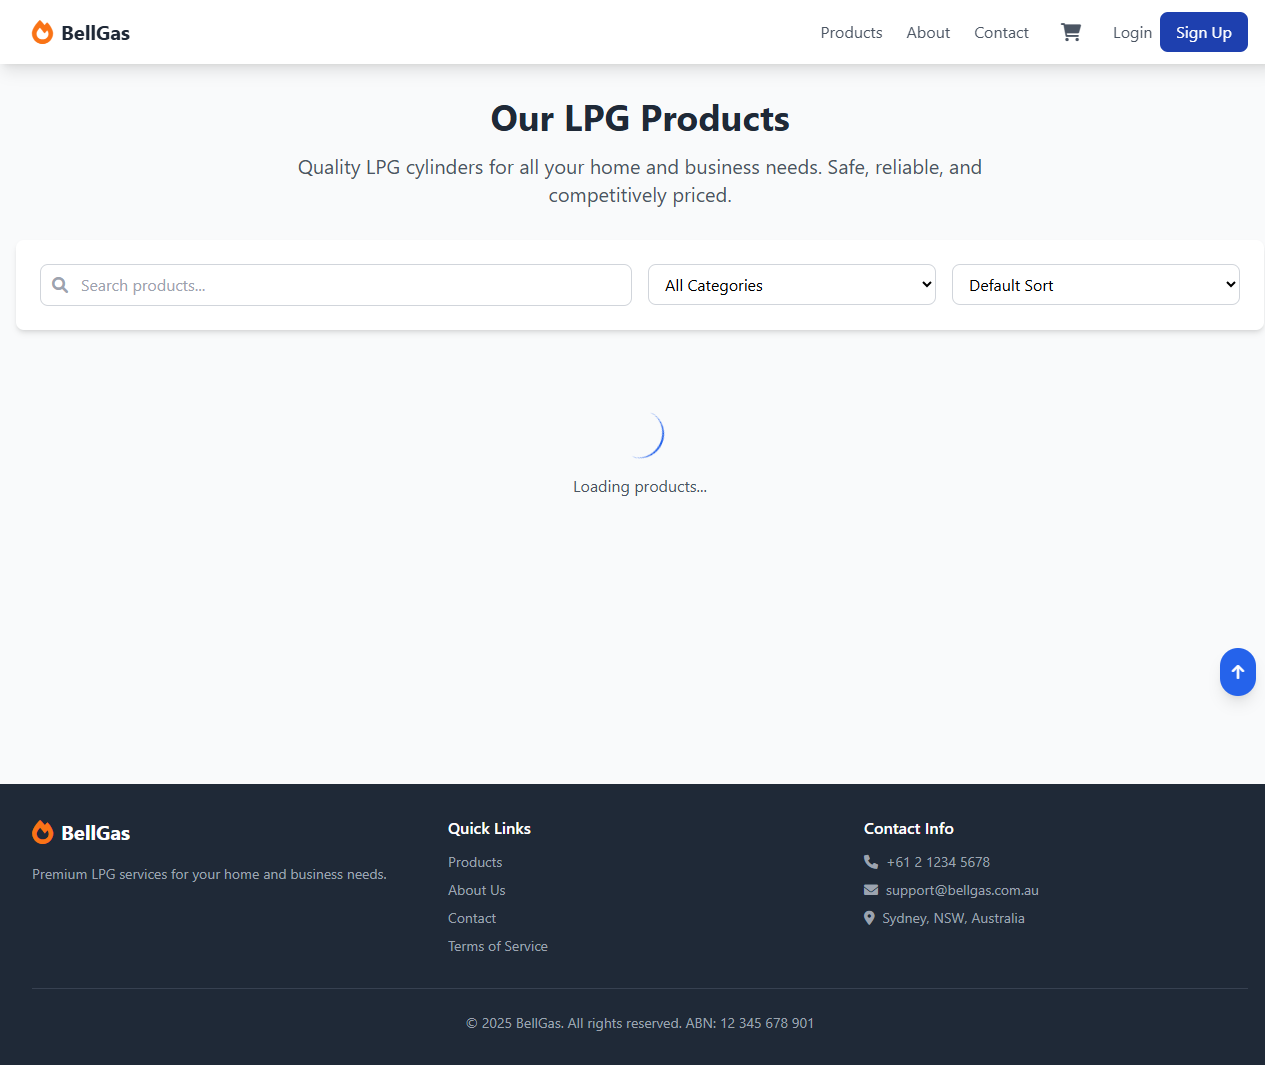 BellGas
Products About Contact Login Sign Up
Our LPG Products
Quality LPG cylinders for all your home and business needs. Safe, reliable, and
competitively priced.
Search products...
All Categories
Default Sort
Loading products...
BellGas
Premium LPG services for your home and business needs.
Quick Links
Products
About Us
Contact
Terms of Service
Contact Info
+61 2 1234 5678
support@bellgas.com.au
Sydney, NSW, Australia
© 2025 BellGas. All rights reserved. ABN: 12 345 678 901